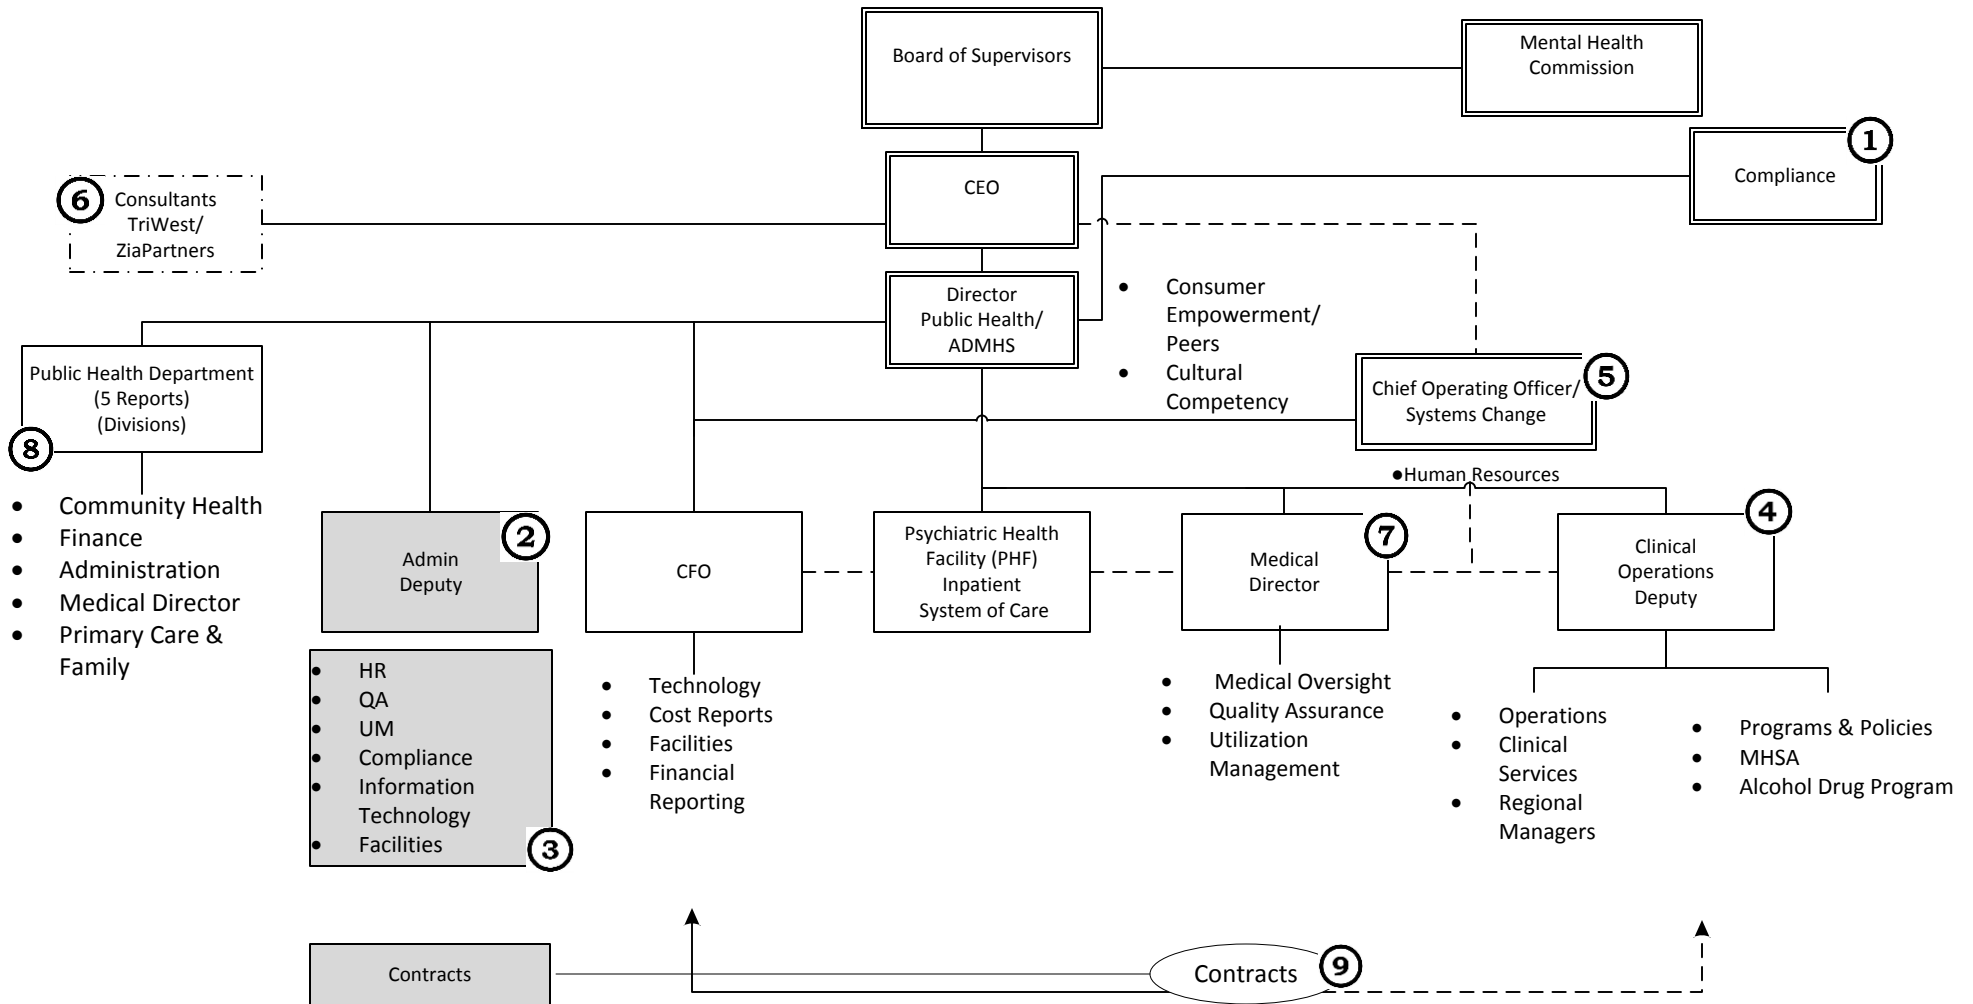 Board of Supervisors
Mental Health
Commission
1
Compliance
CEO
6
Consultants
TriWest/
ZiaPartners
Director
Public Health/
ADMHS
• Consumer
Empowerment/
Peers
• Cultural
Competency
5
Chief Operating Officer/
Systems Change
Public Health Department
(5 Reports)
(Divisions)
8
• Community Health
• Finance
• Administration
• Medical Director
• Primary Care &
Family
•Human Resources
2
Admin
Deputy
CFO
Psychiatric Health
Facility (PHF)
Inpatient
System of Care
7
Medical
Director
4
Clinical
Operations
Deputy
• HR
• QA
• UM
• Compliance
• Information
Technology
• Facilities
3
• Technology
• Cost Reports
• Facilities
• Financial
Reporting
• Medical Oversight
• Quality Assurance
• Utilization
Management
• Operations
• Clinical
Services
• Regional
Managers
• Programs & Policies
• MHSA
• Alcohol Drug Program
Contracts
Contracts
9